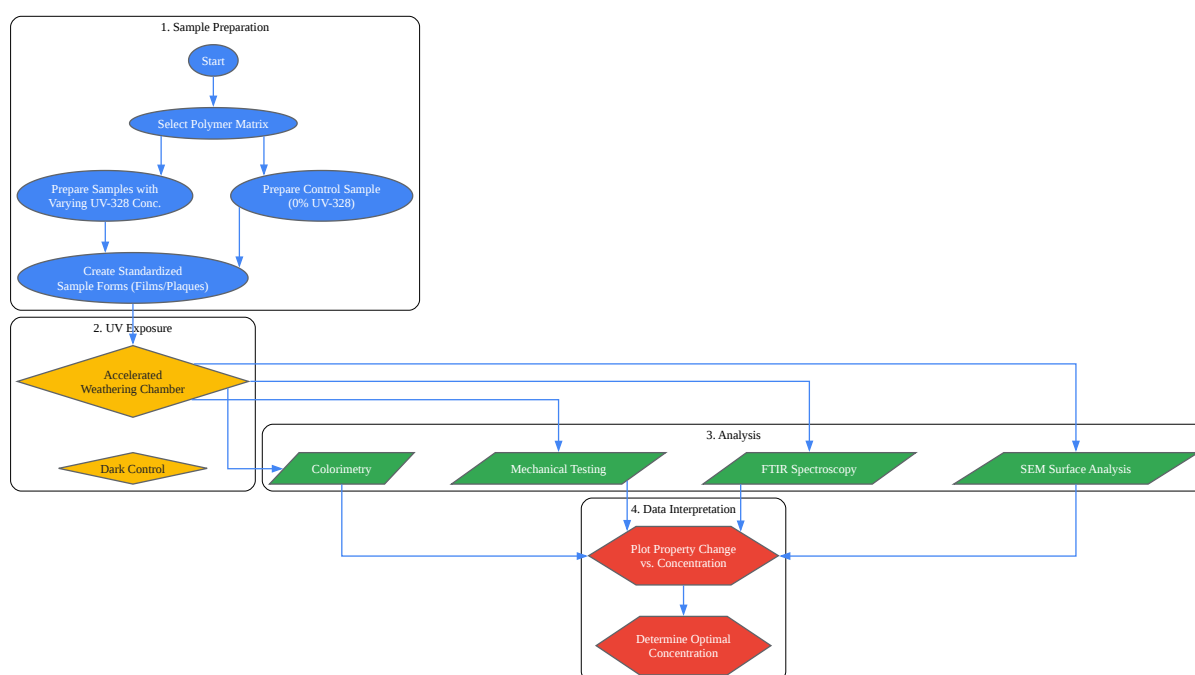 1. Sample Preparation
Start
Select Polymer Matrix
Prepare Samples with
Varying UV-328 Conc.
Prepare Control Sample
(0% UV-328)
Create Standardized
Sample Forms (Films/Plaques)
2. UV Exposure
Accelerated
Weathering Chamber
Dark Control
3. Analysis
Colorimetry
Mechanical Testing
FTIR Spectroscopy
SEM Surface Analysis
4. Data Interpretation
Plot Property Change
vs. Concentration
Determine Optimal
Concentration